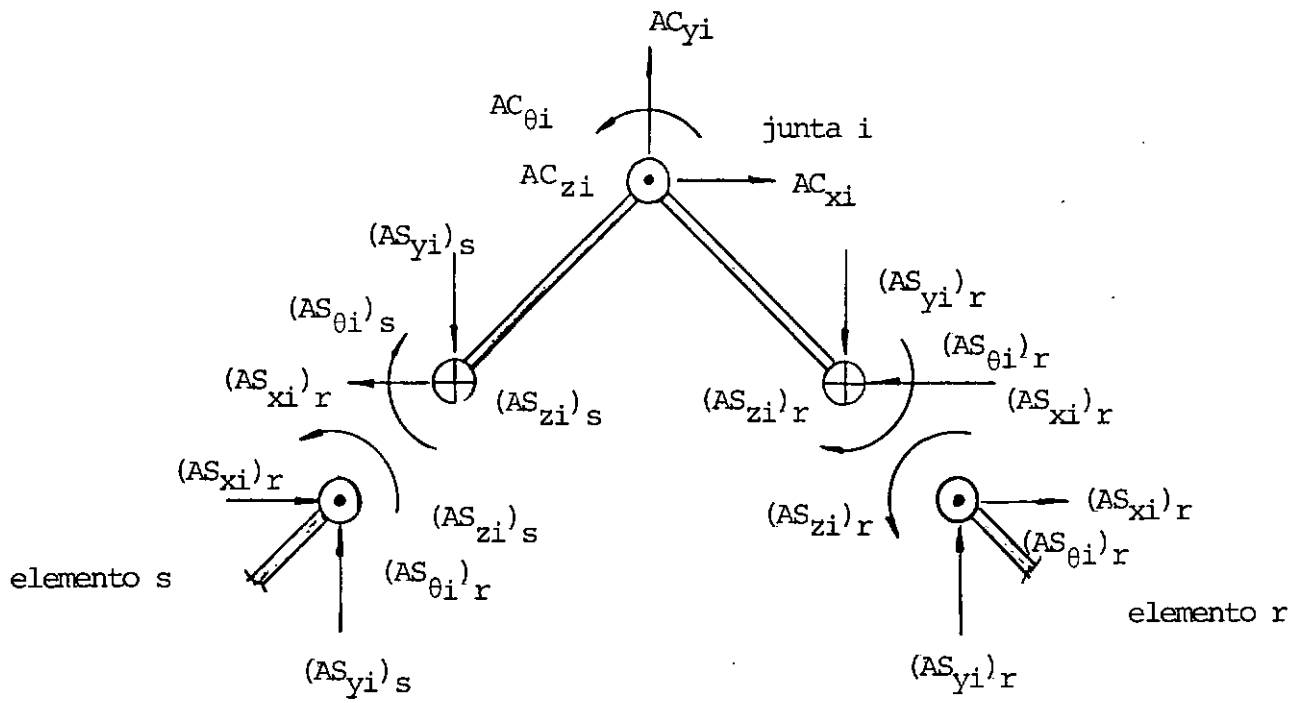 AC_yi
AC_θi
junta i
AC_zi
AC_xi
(AS_yi)_s
(AS_yi)_r
(AS_θi)_s
(AS_θi)_r
(AS_xi)_r
(AS_zi)_s
(AS_zi)_r
(AS_xi)_r
(AS_xi)_r
(AS_zi)_s
(AS_zi)_r
(AS_xi)_r
(AS_θi)_r
(AS_θi)_r
elemento s
elemento r
(AS_yi)_s
(AS_yi)_r